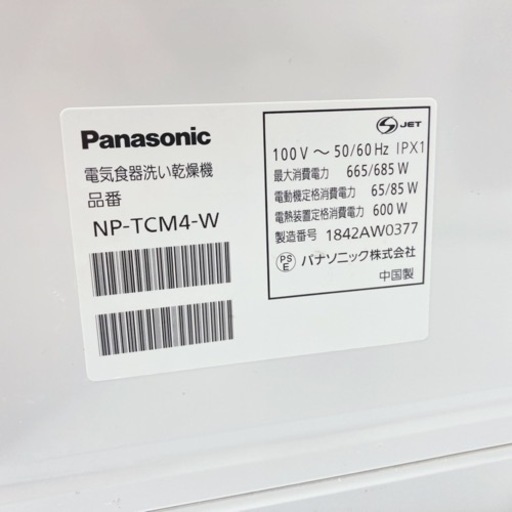 Panasonic
電気食器洗い乾燥機
品番
NP-TCM4-W
S JET
100 V ～ 50/60 Hz IPX1
最大消費電力 665/685 W
電動機定格消費電力 65/85 W
電熱装置定格消費電力 600 W
製造番号 1842AW0377
PSE パナソニック株式会社
中国製